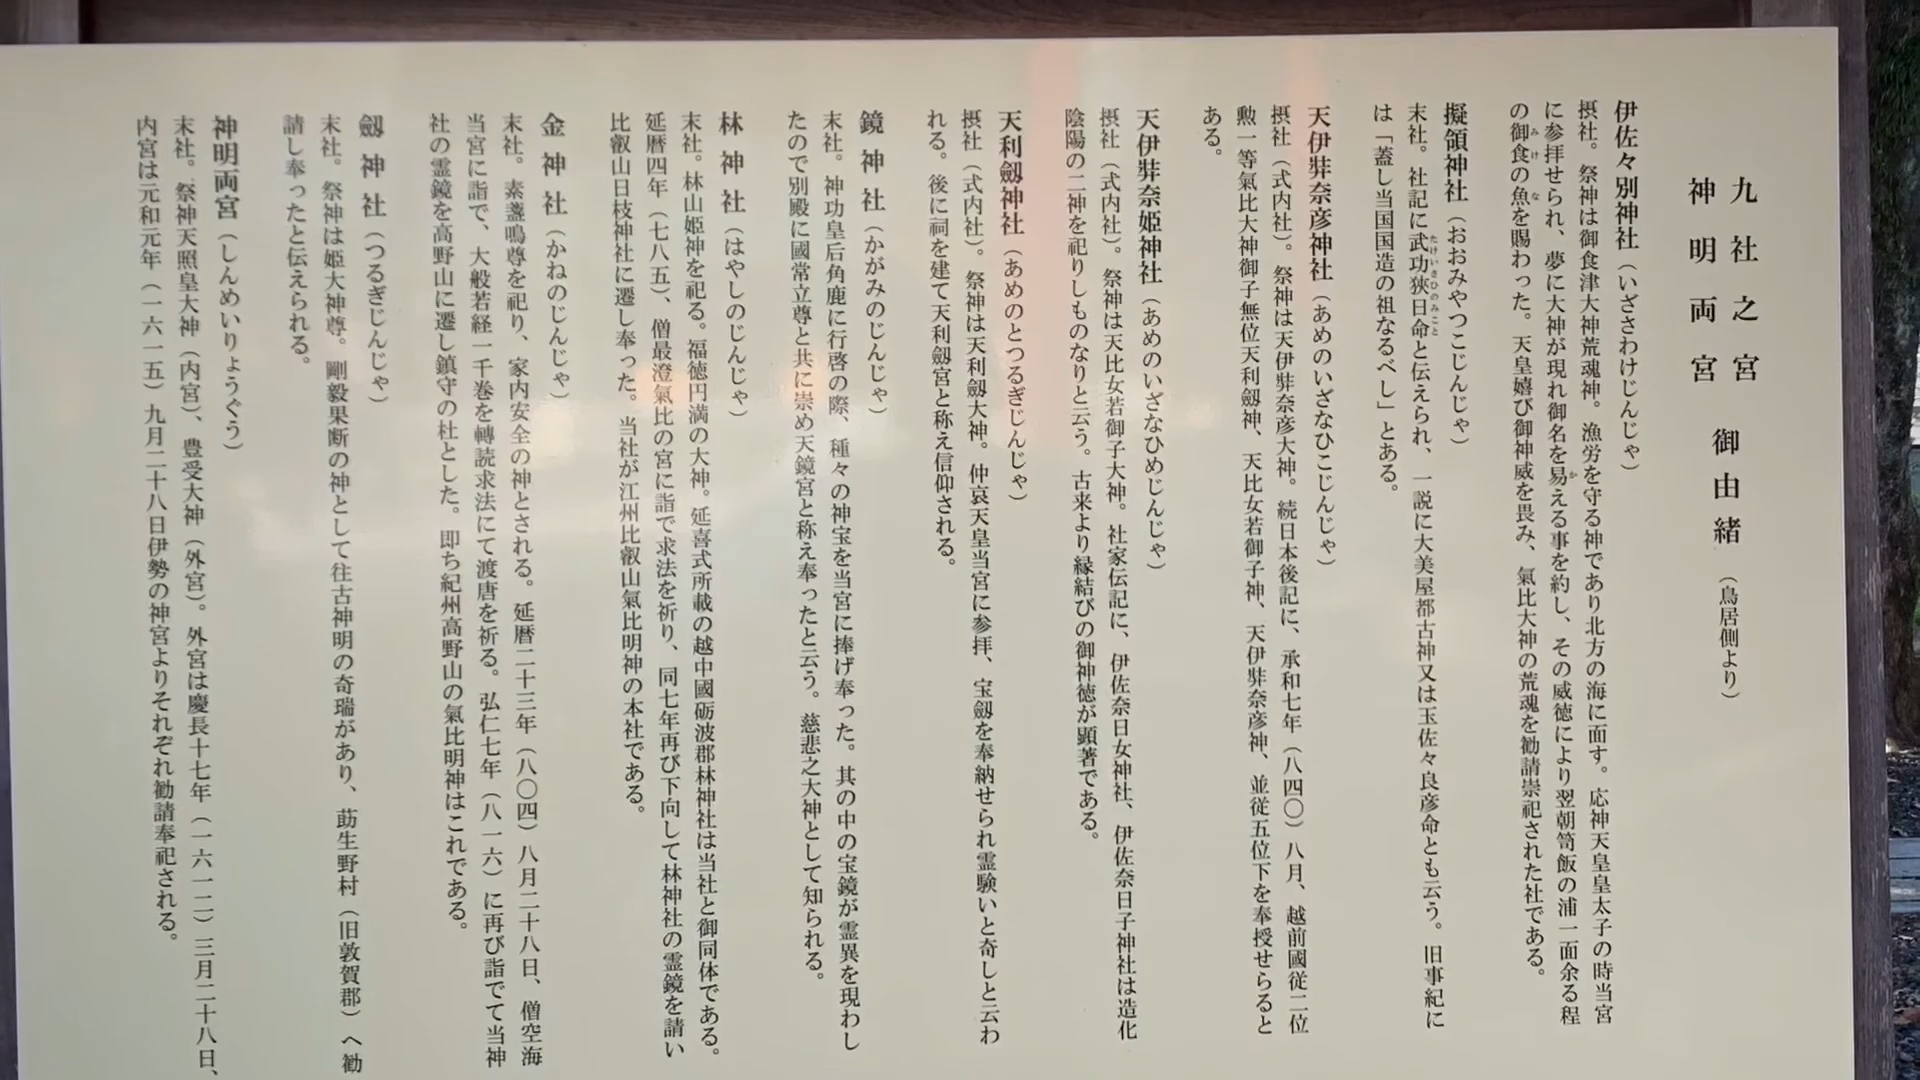 九社之宮
神明両宮
御由緒（鳥居側より）
伊佐々別神社（いざさわけじんじゃ）
摂社。祭神は御食津大神荒魂神。漁労を守る神であり北方の海に面す。応神天皇皇太子の時当宮
に参拝せられ、夢に大神が現れ御名を易える事を約し、その威徳により翌朝笥飯の浦一面余る程
の御食の魚を賜わった。天皇嬉び御神威を畏み、氣比大神の荒魂を勧請崇祀された社である。
擬領神社（おおみやつこじんじゃ）
末社。社記に武功狹日命と伝えられ、一説に大美屋都古神又は玉佐々良彦命とも云う。旧事紀に
は「蓋し当国国造の祖なるべし」とある。
天伊弉奈彦神社（あめのいざなひこじんじゃ）
摂社（式内社）。祭神は天伊弉奈彦大神。続日本後記に、承和七年（八四〇）八月、越前國従二位
勲一等氣比大神御子無位天利劔神、天比女若御子神、天伊弉奈彦神、並従五位下を奉授せらると
ある。
天伊弉奈姫神社（あめのいざなひめじんじゃ）
摂社（式内社）。祭神は天比女若御子大神。社家伝記に、伊佐奈日女神社、伊佐奈日子神社は造化
陰陽の二神を祀りしものなりと云う。古来より縁結びの御神徳が顕著である。
天利劔神社（あめのとつるぎじんじゃ）
摂社（式内社）。祭神は天利劔大神。仲哀天皇当宮に参拝、宝劔を奉納せられ霊験いと奇しと云わ
れる。後に祠を建て天利劔宮と称え信仰される。
鏡神社（かがみのじんじゃ）
末社。神功皇后角鹿に行啓の際、種々の神宝を当宮に捧げ奉った。其の中の宝鏡が霊異を現わし
たので別殿に國常立尊と共に崇め天鏡宮と称え奉ったと云う。慈悲之大神として知られる。
林神社（はやしのじんじゃ）
末社。林山姫神を祀る。福徳円満の大神。延喜式所載の越中國砺波郡林神社は当社と御同体である。
延暦四年（七八五）、僧最澄氣比の宮に詣で求法を祈り、同七年再び下向して林神社の霊鏡を請い
比叡山日枝神社に遷し奉った。当社が江州比叡山氣比明神の本社である。
金神社（かねのじんじゃ）
末社。素盞鳴尊を祀り、家内安全の神とされる。延暦二十三年（八〇四）八月二十八日、僧空海
当宮に詣で、大般若経一千巻を轉読求法にて渡唐を祈る。弘仁七年（八一六）に再び詣でて当神
社の霊鏡を高野山に遷し鎮守の杜とした。即ち紀州高野山の氣比明神はこれである。
劔神社（つるぎじんじゃ）
末社。祭神は姫大神尊。剛毅果断の神として往古神明の奇瑞があり、莇生野村（旧敦賀郡）へ勧
請し奉ったと伝えられる。
神明両宮（しんめいりょうぐう）
末社。祭神天照皇大神（内宮）、豊受大神（外宮）。外宮は慶長十七年（一六一二）三月二十八日、
内宮は元和元年（一六一五）九月二十八日伊勢の神宮よりそれぞれ勧請奉祀される。